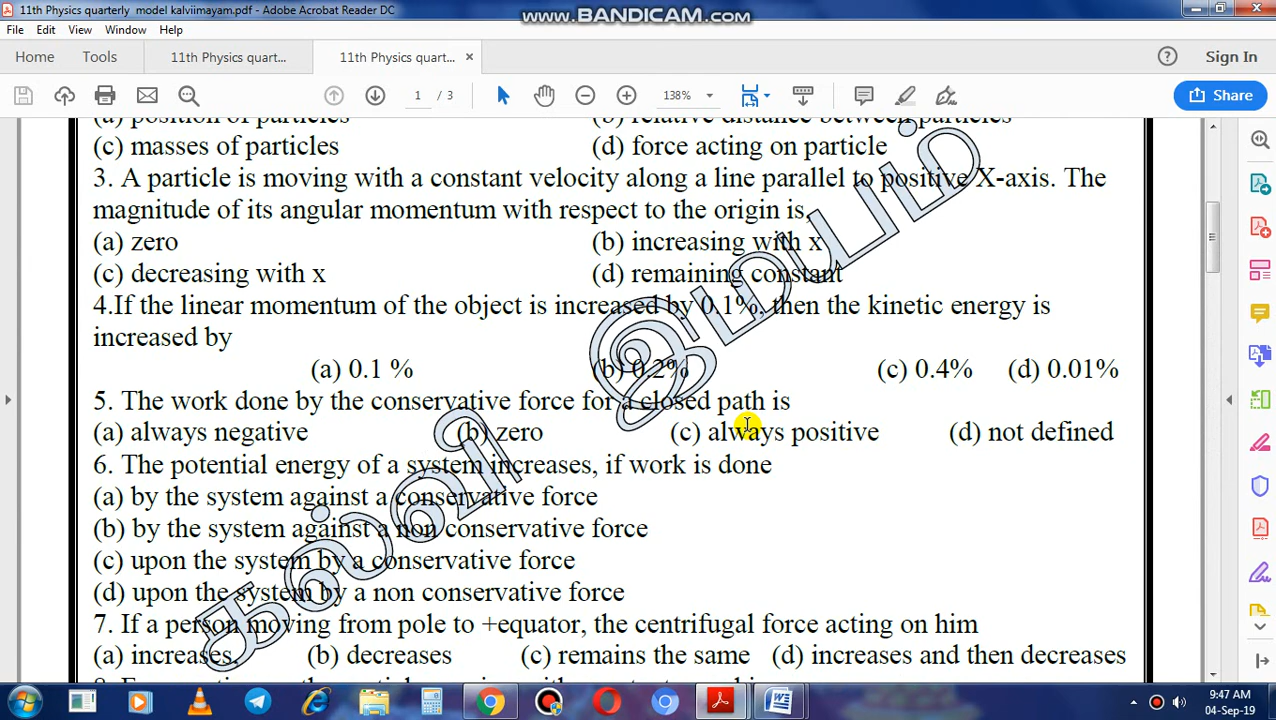 11th Physics quarterly model kalviimayam.pdf - Adobe Acrobat Reader DC
www.BANDICAM.com
File Edit View Window Help
Home Tools 11th Physics quart... 11th Physics quart... × Sign In
1 / 3 138% Share
(a) position of particles (b) relative distance between particles
(c) masses of particles (d) force acting on particle
3. A particle is moving with a constant velocity along a line parallel to positive X-axis. The
magnitude of its angular momentum with respect to the origin is,
(a) zero (b) increasing with x
(c) decreasing with x (d) remaining constant
4.If the linear momentum of the object is increased by 0.1%, then the kinetic energy is
increased by
(a) 0.1 % (b) 0.2% (c) 0.4% (d) 0.01%
5. The work done by the conservative force for a closed path is
(a) always negative (b) zero (c) always positive (d) not defined
6. The potential energy of a system increases, if work is done
(a) by the system against a conservative force
(b) by the system against a non conservative force
(c) upon the system by a conservative force
(d) upon the system by a non conservative force
7. If a person moving from pole to +equator, the centrifugal force acting on him
(a) increases, (b) decreases (c) remains the same (d) increases and then decreases
கல்வி இமயம்
9:47 AM
04-Sep-19